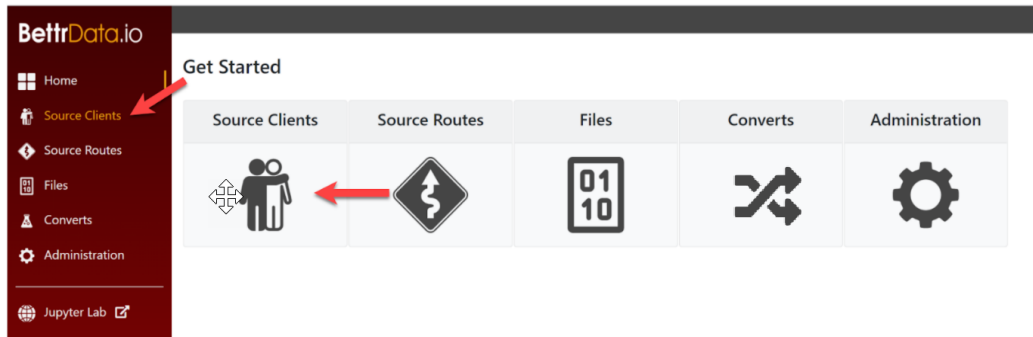 BettrData.io
Home
Source Clients
Source Routes
Files
Converts
Administration
Jupyter Lab
Get Started
Source Clients Source Routes Files Converts Administration
01
10